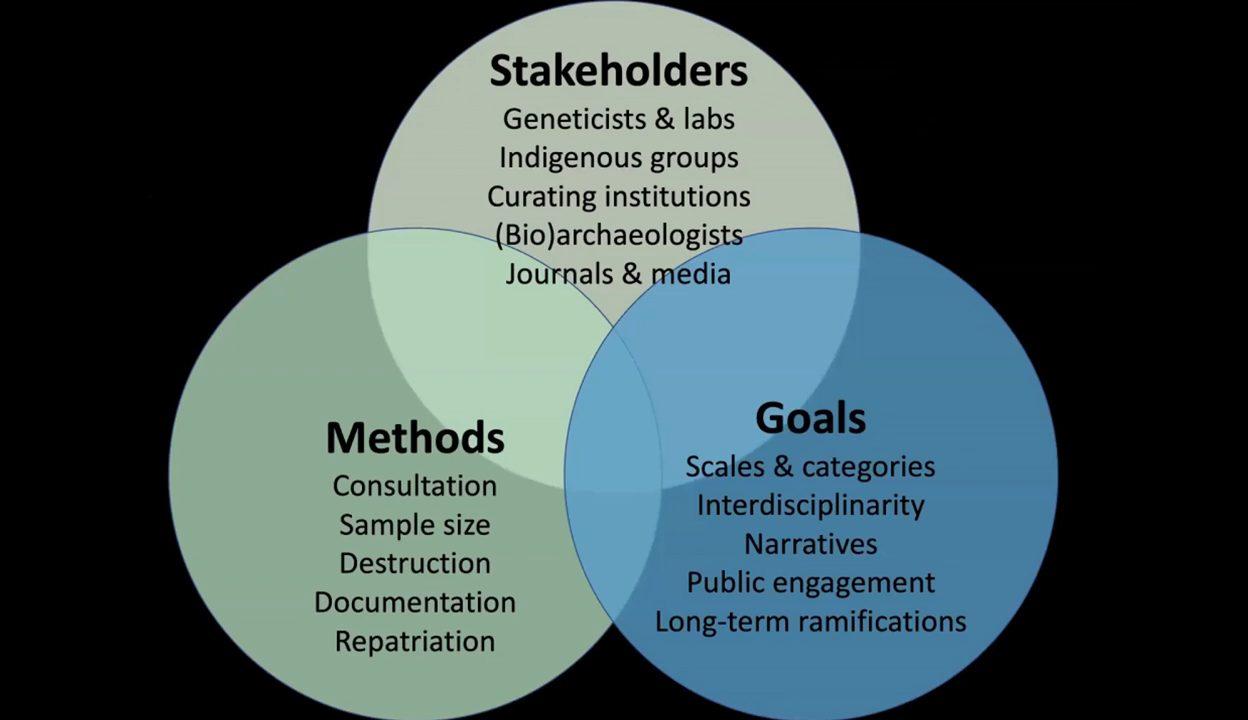 Stakeholders
Geneticists & labs
Indigenous groups
Curating institutions
(Bio)archaeologists
Journals & media
Methods
Consultation
Sample size
Destruction
Documentation
Repatriation
Goals
Scales & categories
Interdisciplinarity
Narratives
Public engagement
Long-term ramifications